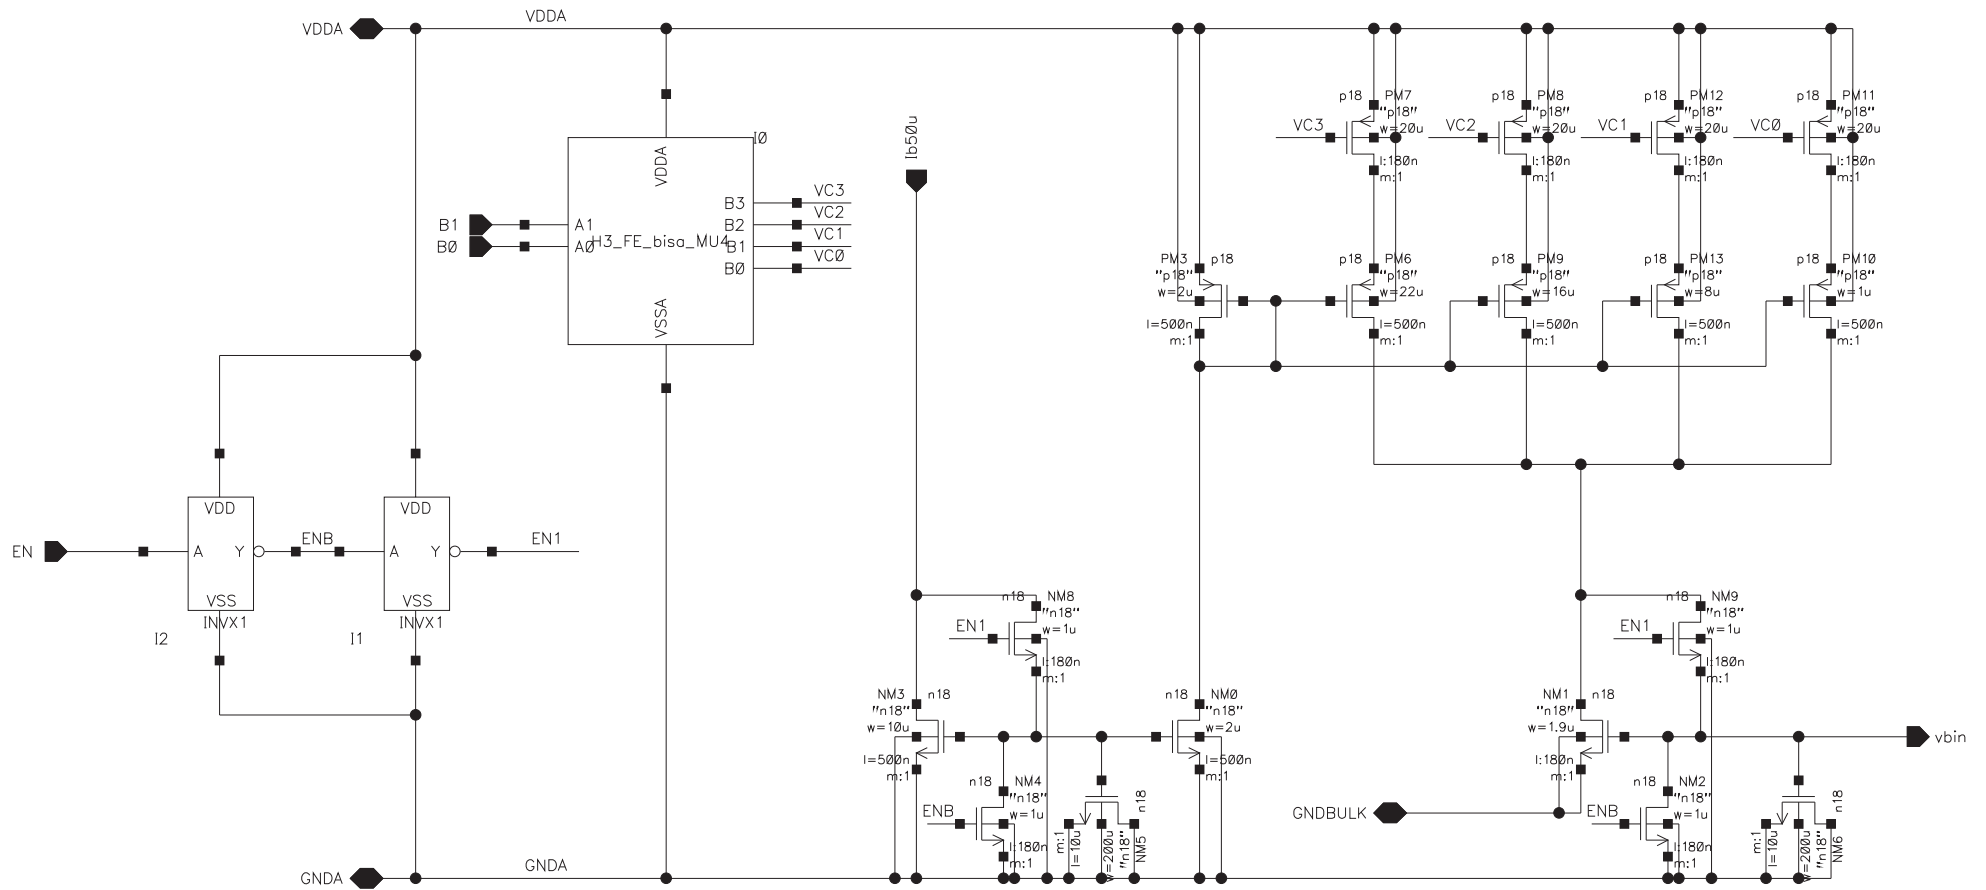 VDDA
VDDA
I0
VDDA
B1
B0
A1
A0
H3_FE_bisa_MU4
B3
B2
B1
B0
VC3
VC2
VC1
VC0
VSSA
Ib50u
p18
PM7
"p18"
w=20u
VC3
l:180n
m:1
p18
PM8
"p18"
w=20u
VC2
l:180n
m:1
p18
PM12
"p18"
w=20u
VC1
l:180n
m:1
p18
PM11
"p18"
w=20u
VC0
l:180n
m:1
PM3
p18
"p18"
w=2u
l=500n
m:1
p18
PM6
"p18"
w=22u
l=500n
m:1
p18
PM9
"p18"
w=16u
l=500n
m:1
p18
PM13
"p18"
w=8u
l=500n
m:1
p18
PM10
"p18"
w=1u
l=500n
m:1
EN
VDD
A
Y
VSS
INVX1
I2
ENB
VDD
A
Y
VSS
INVX1
I1
EN1
n18
NM8
"n18"
w=1u
EN1
l:180n
m:1
NM3
n18
"n18"
w=10u
l=500n
m:1
n18
NM4
"n18"
w=1u
ENB
l:180n
m:1
n18
m:1
l=10u
w=200u
"n18"
NM5
n18
NM0
"n18"
w=2u
l=500n
m:1
n18
NM9
"n18"
w=1u
EN1
l:180n
m:1
NM1
n18
"n18"
w=1.9u
l:180n
m:1
vbin
GNDBULK
n18
NM2
"n18"
w=1u
ENB
l:180n
m:1
n18
m:1
l=10u
w=200u
"n18"
NM6
GNDA
GNDA